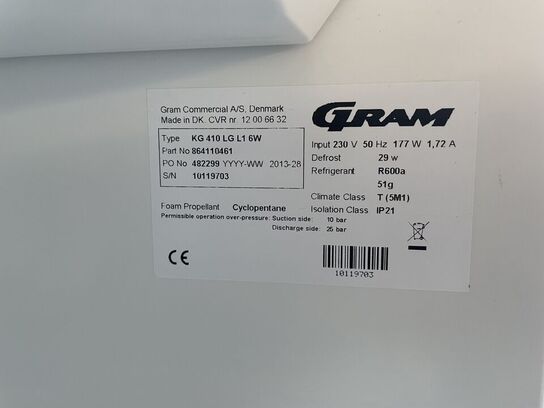 Gram Commercial A/S, Denmark
Made in DK. CVR nr. 12 00 66 32
GRAM
Type KG 410 LG L1 6W
Part No 864110461
PO No 482299 YYYY-WW 2013-28
S/N 10119703
Input 230 V 50 Hz 177 W 1,72 A
Defrost 29 w
Refrigerant R600a
51g
Climate Class T (5M1)
Isolation Class IP21
Foam Propellant Cyclopentane
Permissible operation over-pressure: Suction side: 10 bar
Discharge side: 25 bar
CE
10119703